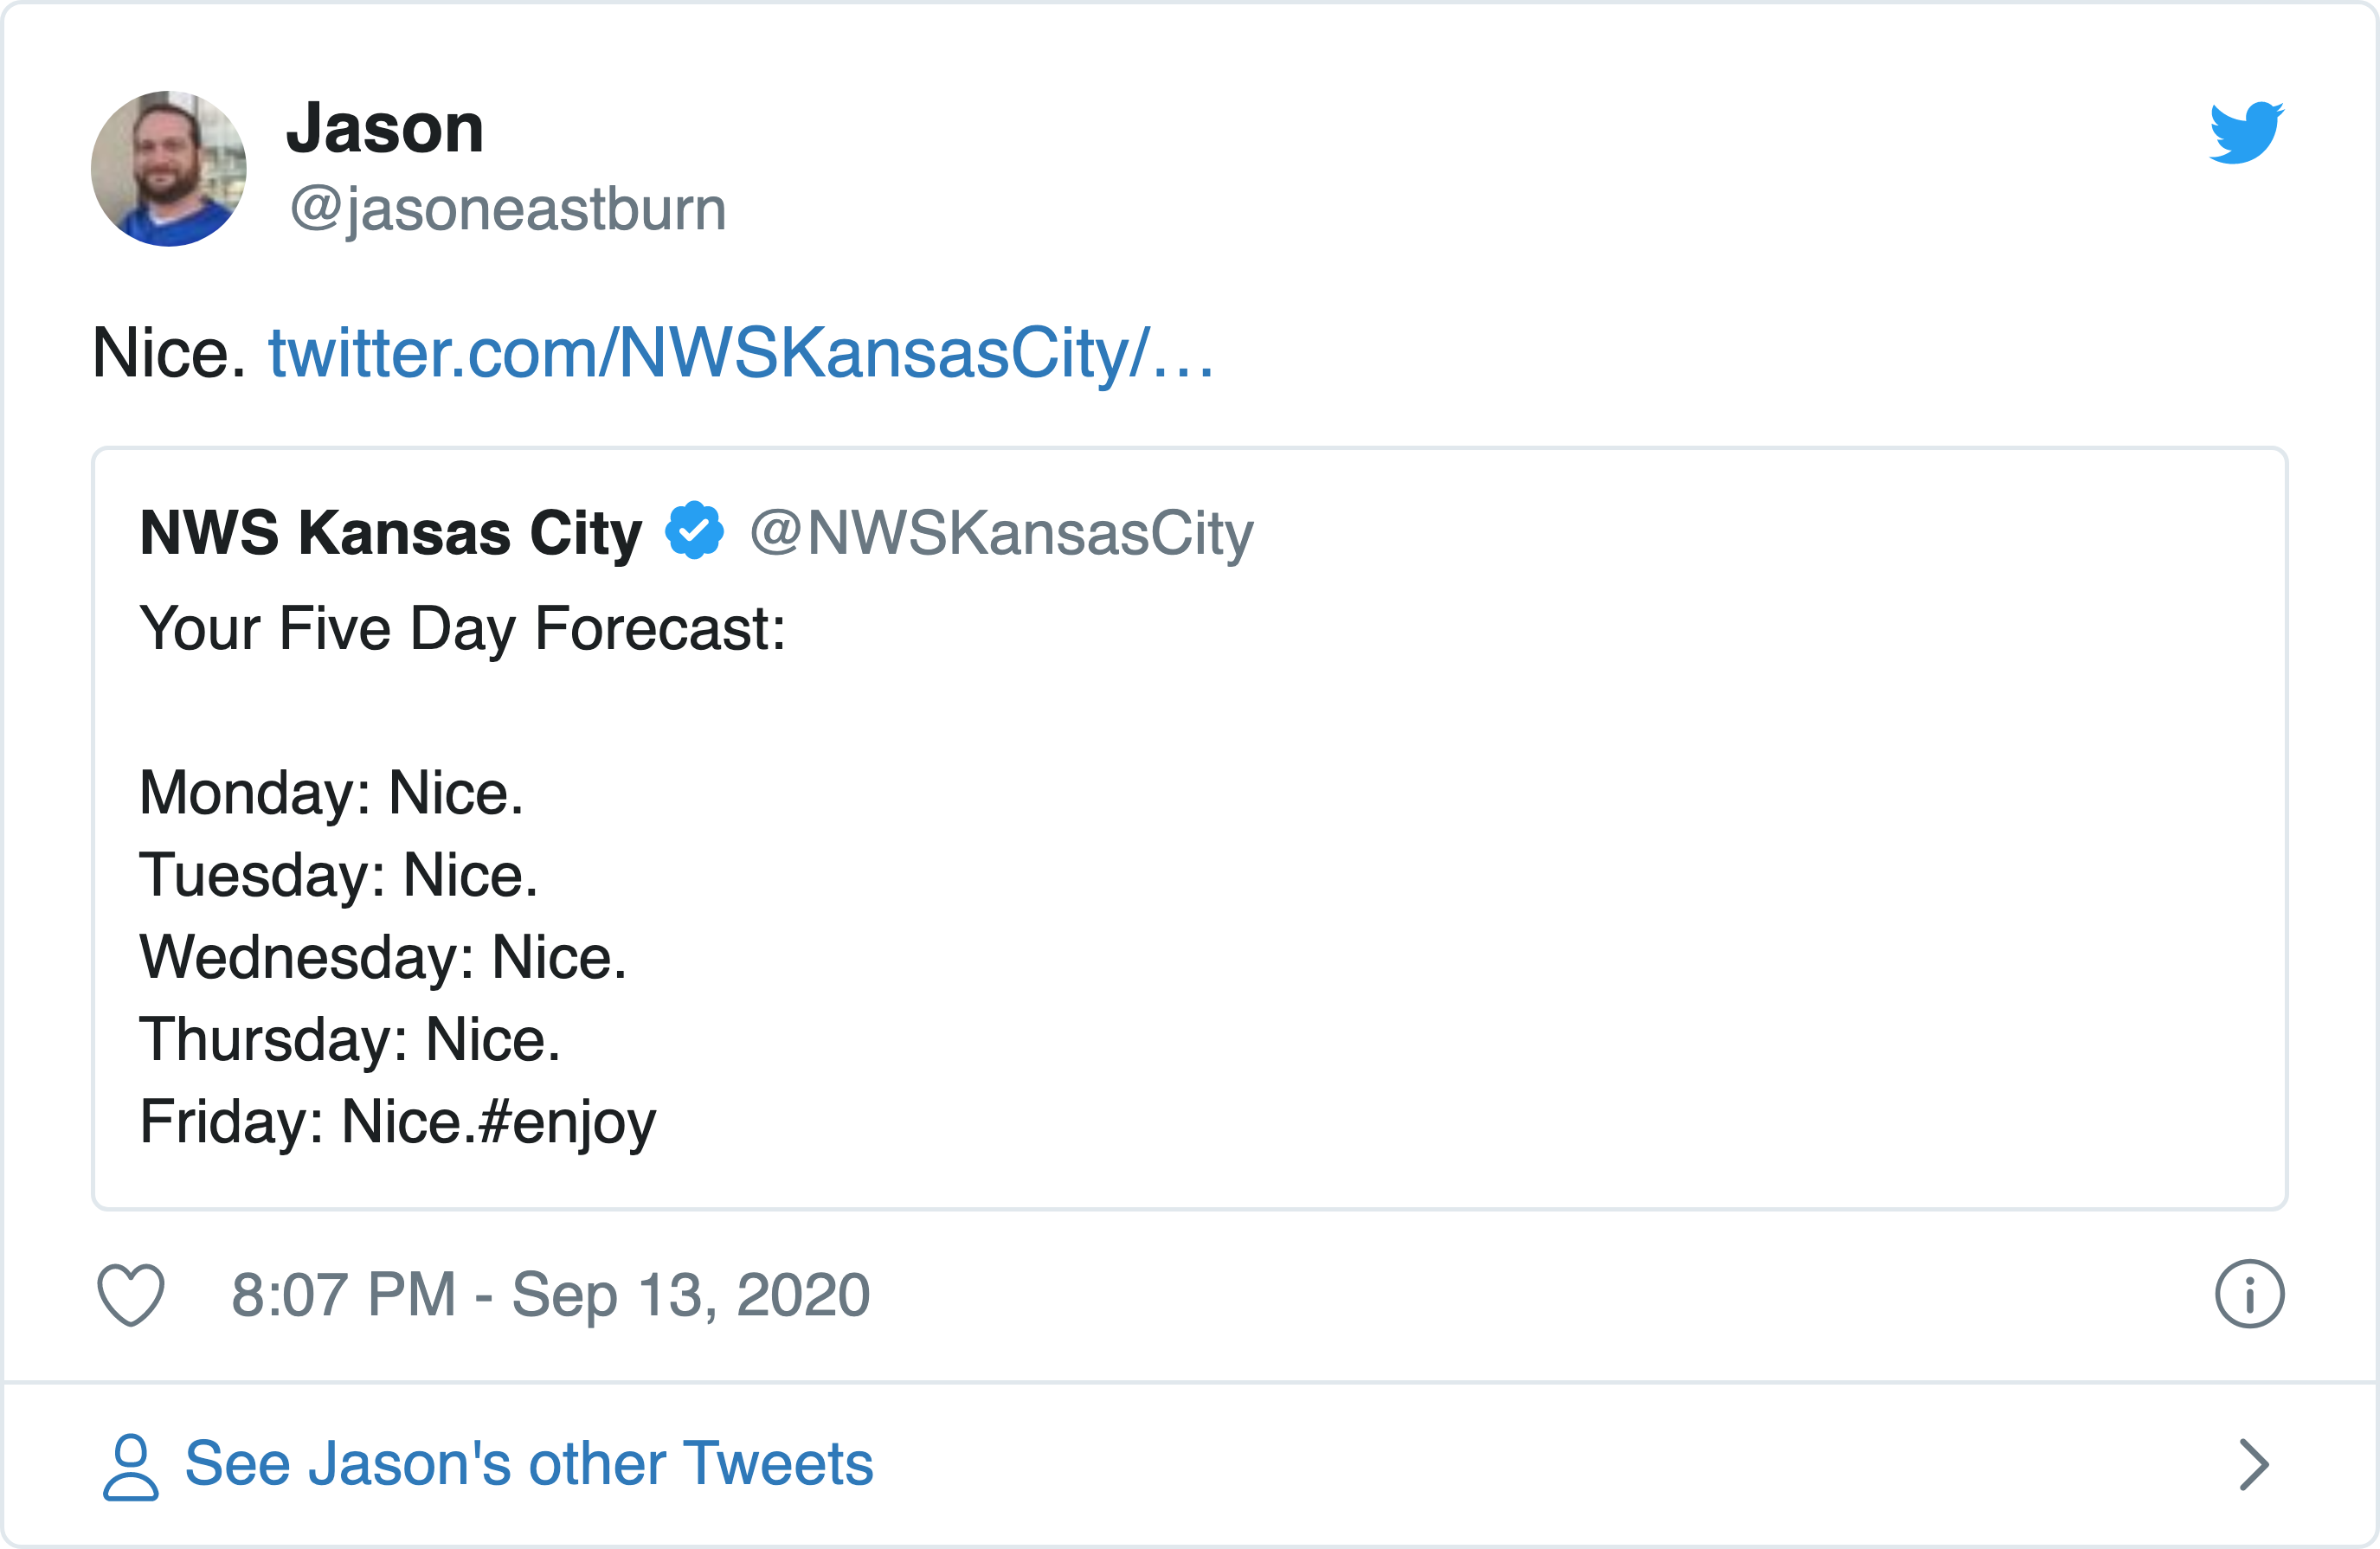 Jason
@jasoneastburn
Nice. twitter.com/NWSKansasCity/…
NWS Kansas City @NWSKansasCity
Your Five Day Forecast:
Monday: Nice.
Tuesday: Nice.
Wednesday: Nice.
Thursday: Nice.
Friday: Nice.#enjoy
8:07 PM - Sep 13, 2020
See Jason's other Tweets